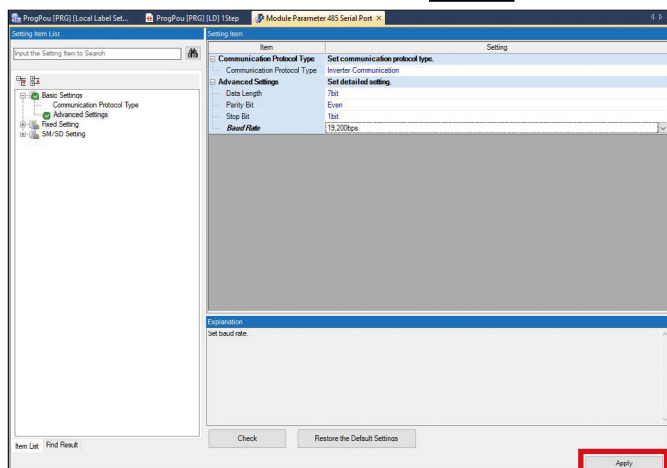 ProgPou [PRG] [Local Label Set...
ProgPou [PRG] [LD] 1Step
Module Parameter 485 Serial Port
Setting Item List
Setting Item
Input the Setting Item to Search
Item Setting
Communication Protocol Type Set communication protocol type.
Communication Protocol Type Inverter Communication
Advanced Settings Set detailed setting.
Data Length 7bit
Parity Bit Even
Stop Bit 1bit
Baud Rate 19,200bps
Basic Settings
Communication Protocol Type
Advanced Settings
Fixed Setting
SM/SD Setting
Explanation
Set baud rate.
Check Restore the Default Settings
Item List Find Result
Apply